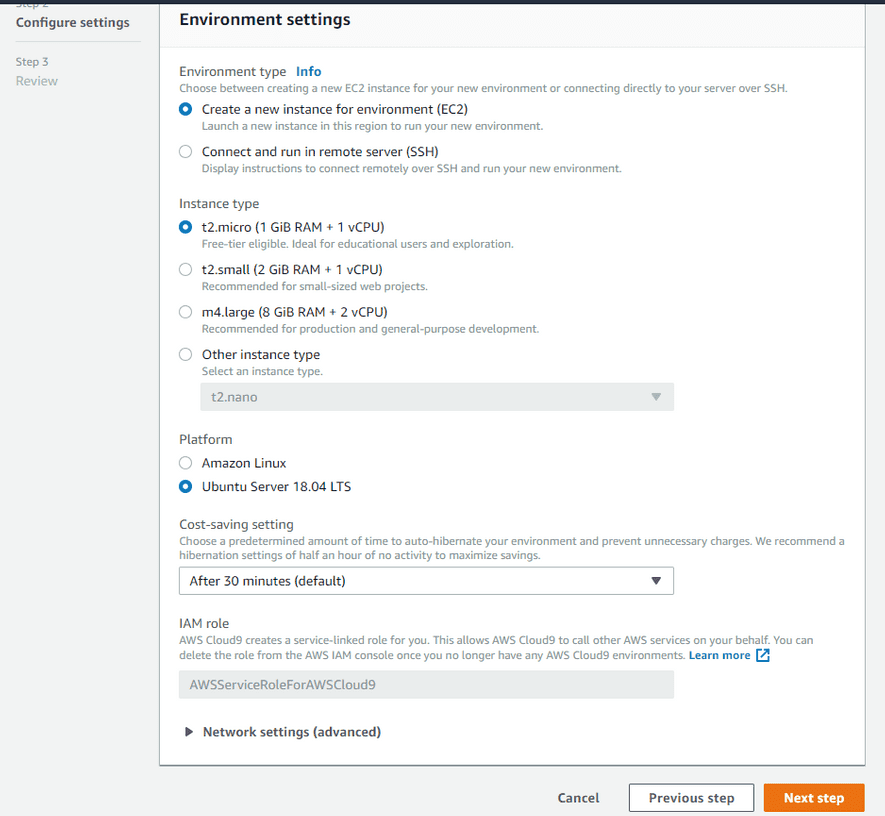 Step 2
Configure settings
Step 3
Review
Environment settings
Environment type Info
Choose between creating a new EC2 instance for your new environment or connecting directly to your server over SSH.
Create a new instance for environment (EC2)
Launch a new instance in this region to run your new environment.
Connect and run in remote server (SSH)
Display instructions to connect remotely over SSH and run your new environment.
Instance type
t2.micro (1 GiB RAM + 1 vCPU)
Free-tier eligible. Ideal for educational users and exploration.
t2.small (2 GiB RAM + 1 vCPU)
Recommended for small-sized web projects.
m4.large (8 GiB RAM + 2 vCPU)
Recommended for production and general-purpose development.
Other instance type
Select an instance type.
t2.nano
Platform
Amazon Linux
Ubuntu Server 18.04 LTS
Cost-saving setting
Choose a predetermined amount of time to auto-hibernate your environment and prevent unnecessary charges. We recommend a
hibernation settings of half an hour of no activity to maximize savings.
After 30 minutes (default)
IAM role
AWS Cloud9 creates a service-linked role for you. This allows AWS Cloud9 to call other AWS services on your behalf. You can
delete the role from the AWS IAM console once you no longer have any AWS Cloud9 environments. Learn more
AWSServiceRoleForAWSCloud9
Network settings (advanced)
Cancel
Previous step
Next step